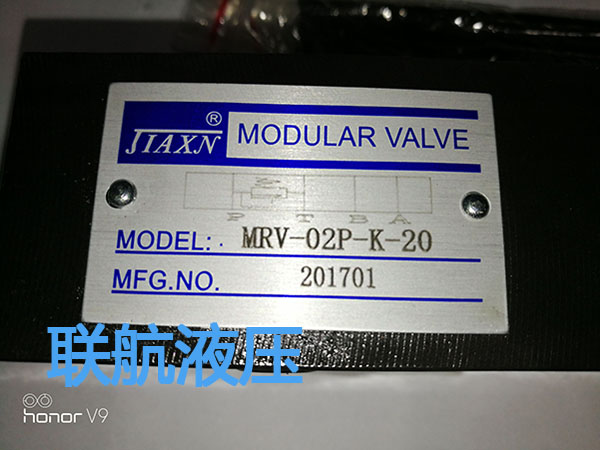 JIAXN ® MODULAR VALVE
P T B A
MODEL: MRV-02P-K-20
MFG.NO. 201701
联航液压
honor V9